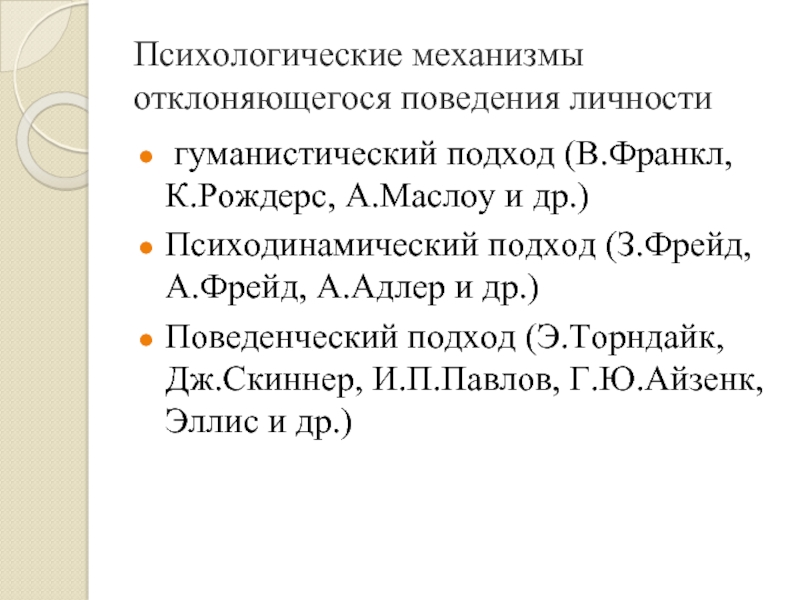 Психологические механизмы
отклоняющегося поведения личности
гуманистический подход (В.Франкл,
К.Рождерс, А.Маслоу и др.)
Психодинамический подход (З.Фрейд,
А.Фрейд, А.Адлер и др.)
Поведенческий подход (Э.Торндайк,
Дж.Скиннер, И.П.Павлов, Г.Ю.Айзенк,
Эллис и др.)